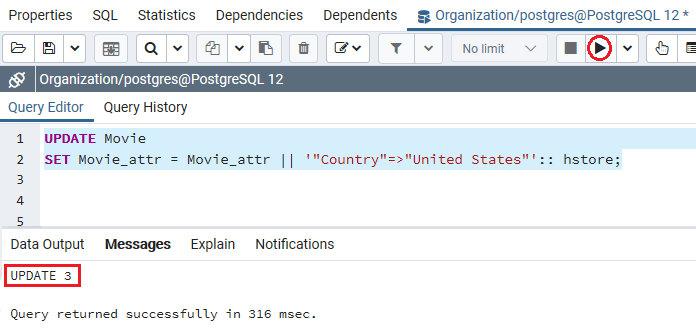 Properties SQL Statistics Dependencies Dependents Organization/postgres@PostgreSQL 12 *
No limit
Organization/postgres@PostgreSQL 12
Query Editor Query History
1 UPDATE Movie
2 SET Movie_attr = Movie_attr || '"Country"=>"United States"':: hstore;
3
4
5
Data Output Messages Explain Notifications
UPDATE 3
Query returned successfully in 316 msec.